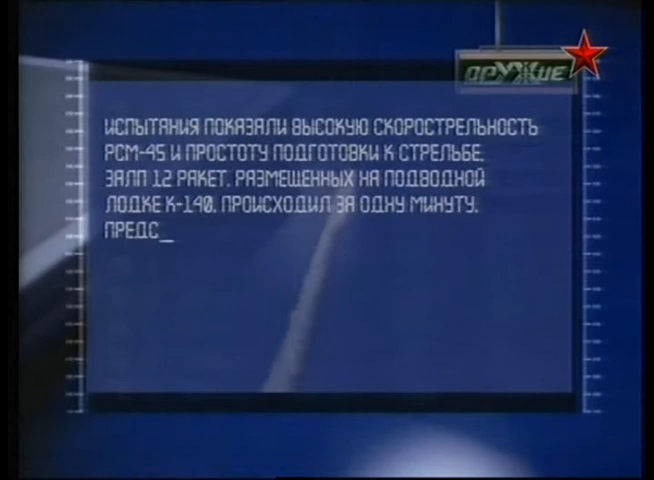 ОРУЖИЕ
ИСПЫТАНИЯ ПОКАЗАЛИ ВЫСОКУЮ СКОРОСТРЕЛЬНОСТЬ
РСМ-45 И ПРОСТОТУ ПОДГОТОВКИ К СТРЕЛЬБЕ.
ЗАЛП 12 РАКЕТ, РАЗМЕЩЕННЫХ НА ПОДВОДНОЙ
ЛОДКЕ К-140, ПРОИСХОДИЛ ЗА ОДНУ МИНУТУ.
ПРЕДС_